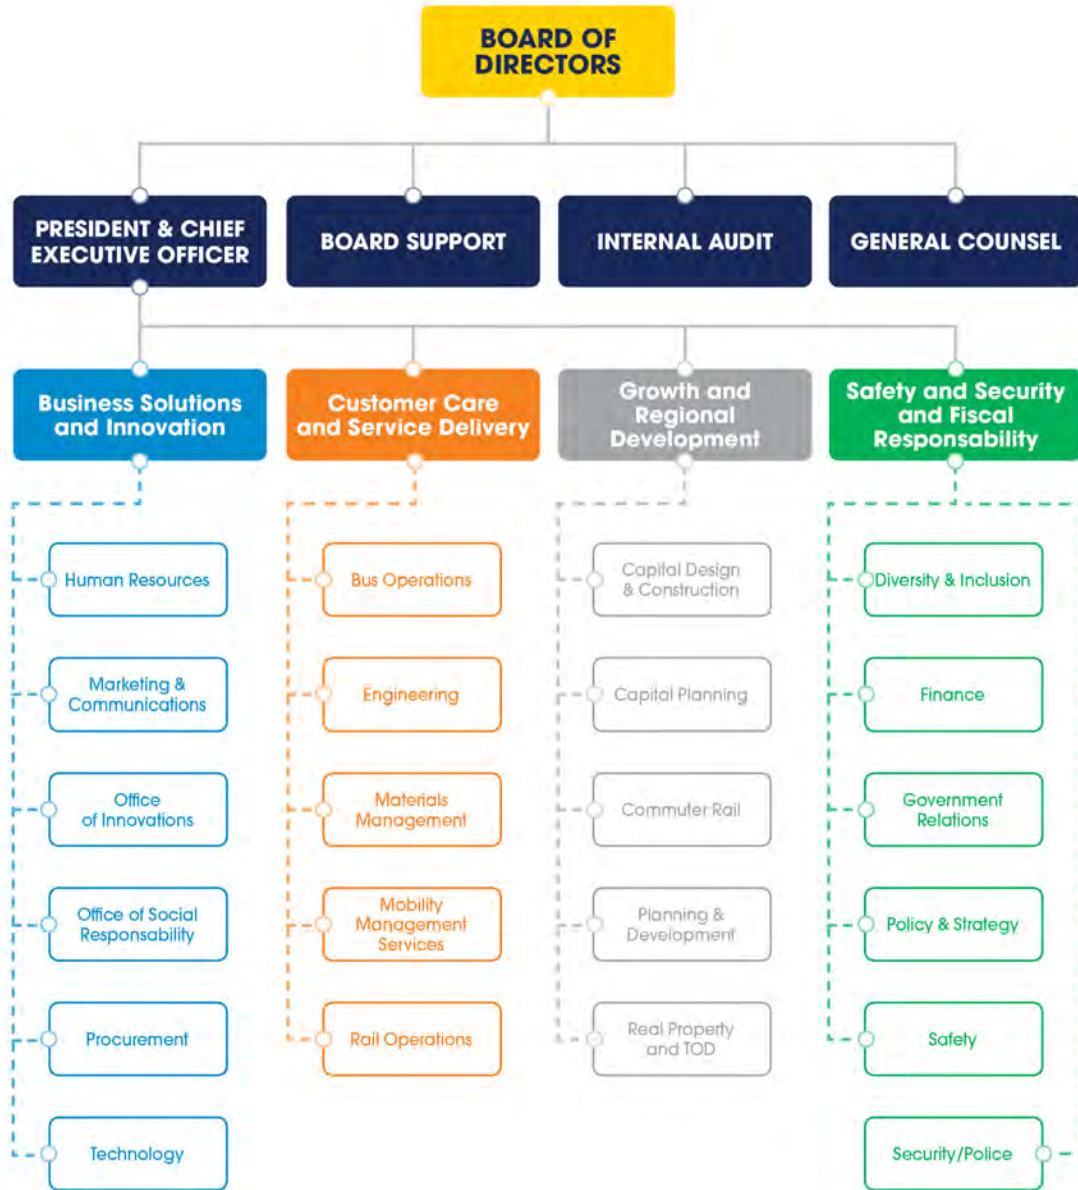 BOARD OF
DIRECTORS
PRESIDENT & CHIEF
EXECUTIVE OFFICER
BOARD SUPPORT
INTERNAL AUDIT
GENERAL COUNSEL
Business Solutions
and Innovation
Customer Care
and Service Delivery
Growth and
Regional
Development
Safety and Security
and Fiscal
Responsability
Human Resources
Marketing &
Communications
Office
of Innovations
Office of Social
Responsability
Procurement
Technology
Bus Operations
Engineering
Materials
Management
Mobility
Management
Services
Rail Operations
Capital Design
& Construction
Capital Planning
Commuter Rail
Planning &
Development
Real Property
and TOD
Diversity & Inclusion
Finance
Government
Relations
Policy & Strategy
Safety
Security/Police